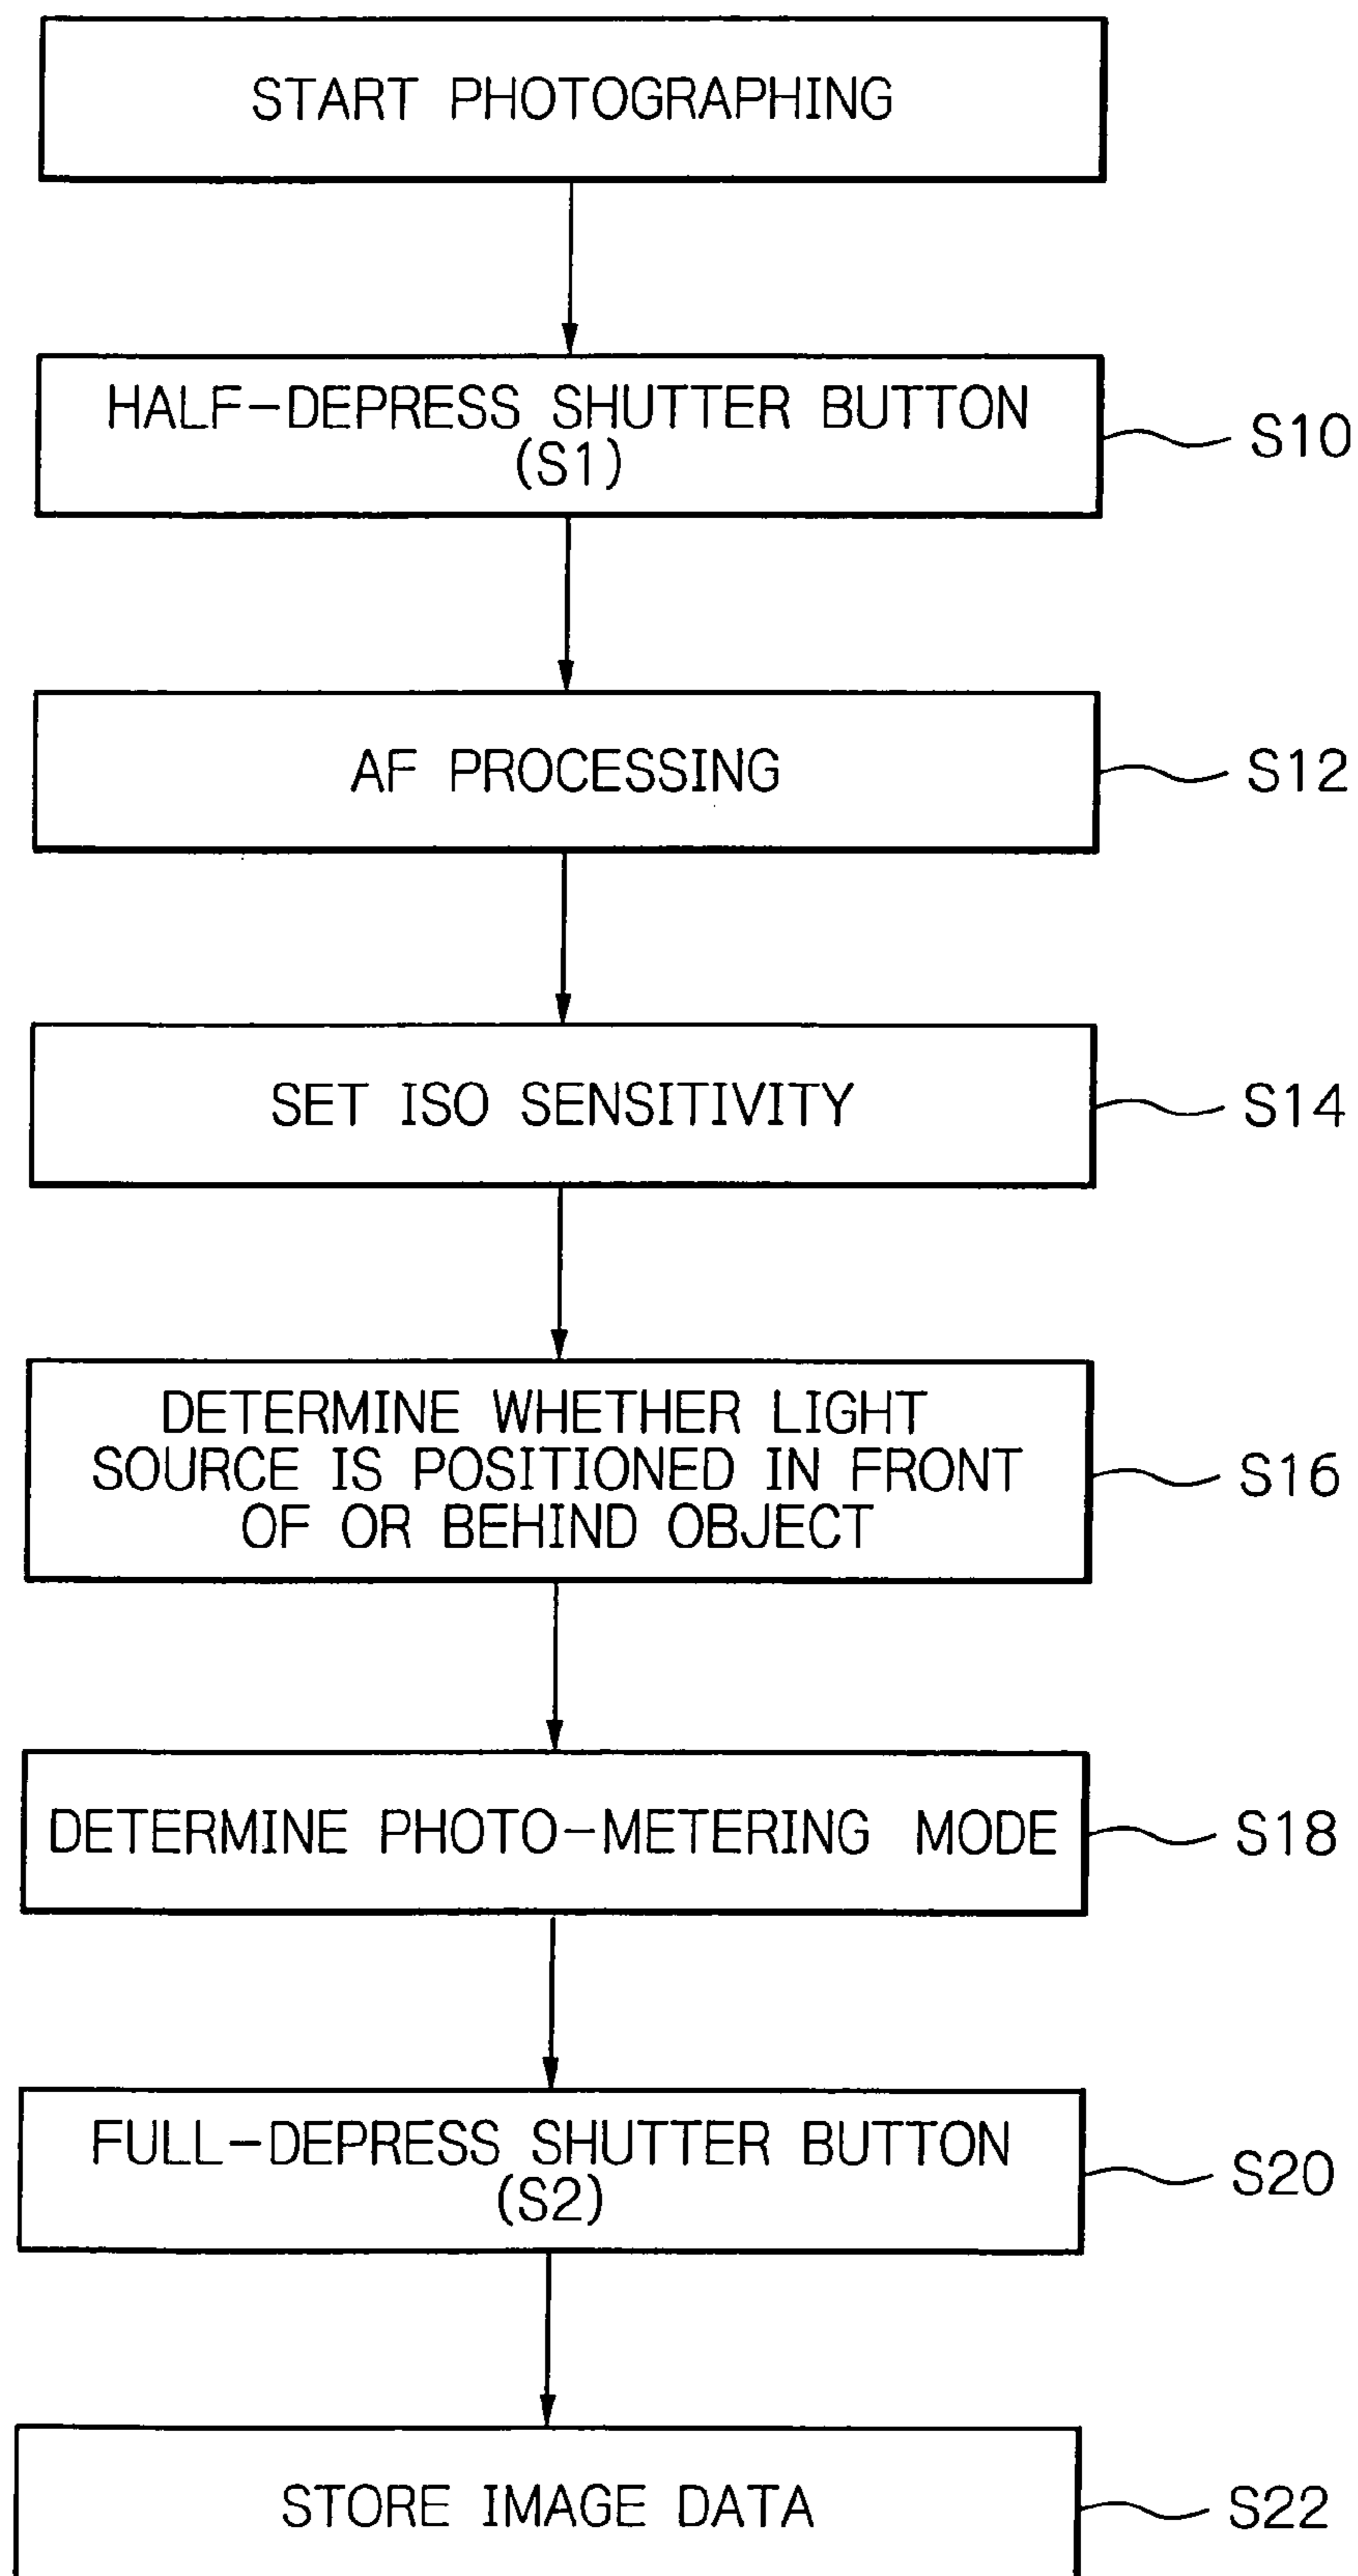 START PHOTOGRAPHING
HALF-DEPRESS SHUTTER BUTTON
(S1)
S10
AF PROCESSING
S12
SET ISO SENSITIVITY
S14
DETERMINE WHETHER LIGHT
SOURCE IS POSITIONED IN FRONT
OF OR BEHIND OBJECT
S16
DETERMINE PHOTO-METERING MODE
S18
FULL-DEPRESS SHUTTER BUTTON
(S2)
S20
STORE IMAGE DATA
S22